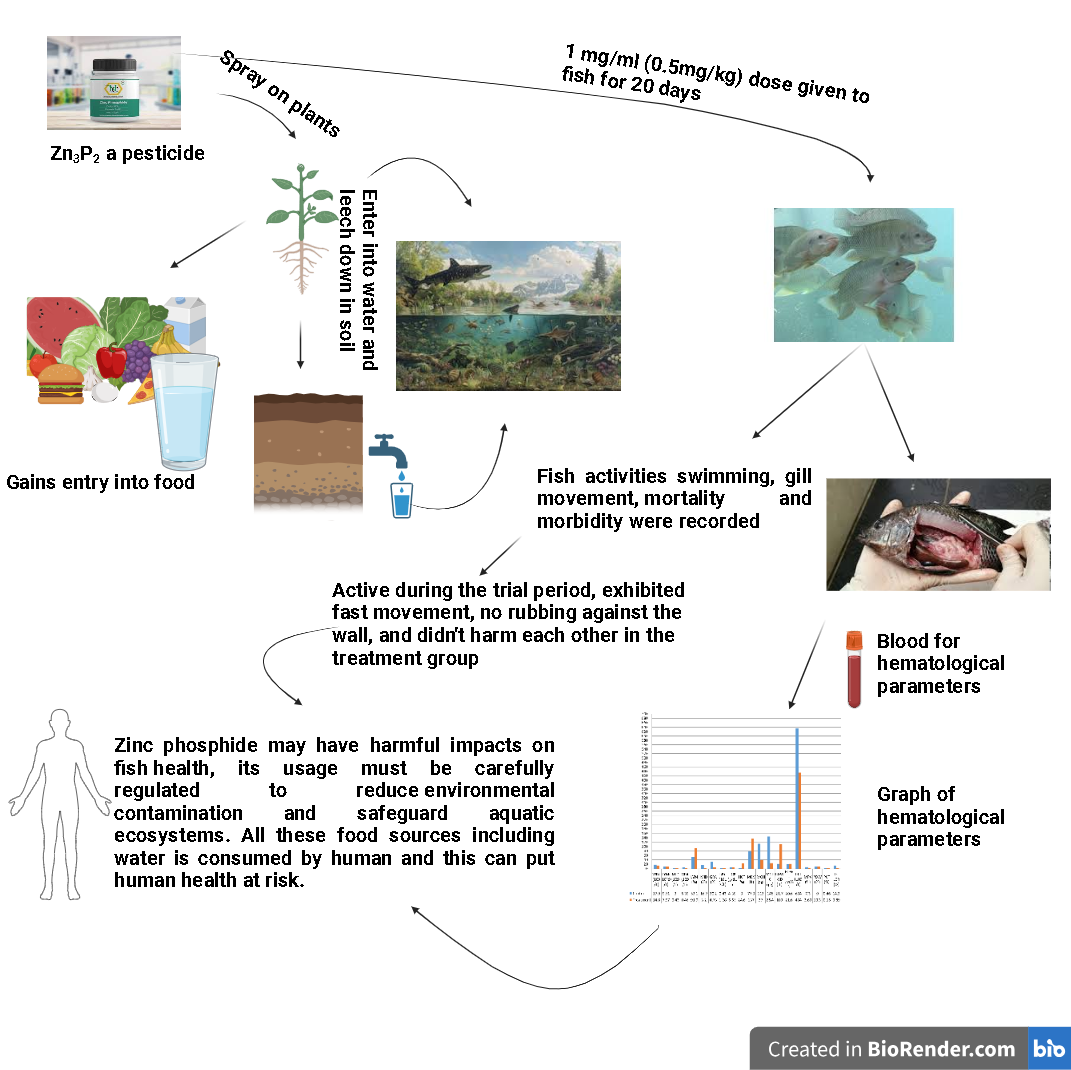 Spray on plants
1 mg/ml (0.5mg/kg) dose given to
fish for 20 days
Zn₃P₂ a pesticide
Enter into water and
leech down in soil
Gains entry into food
Fish activities swimming, gill
movement, mortality and
morbidity were recorded
Active during the trial period, exhibited
fast movement, no rubbing against the
wall, and didn't harm each other in the
treatment group
Blood for
hematological
parameters
Zinc phosphide may have harmful impacts on
fish health, its usage must be carefully
regulated to reduce environmental
contamination and safeguard aquatic
ecosystems. All these food sources including
water is consumed by human and this can put
human health at risk.
Graph of
hematological
parameters
Created in BioRender.com bio